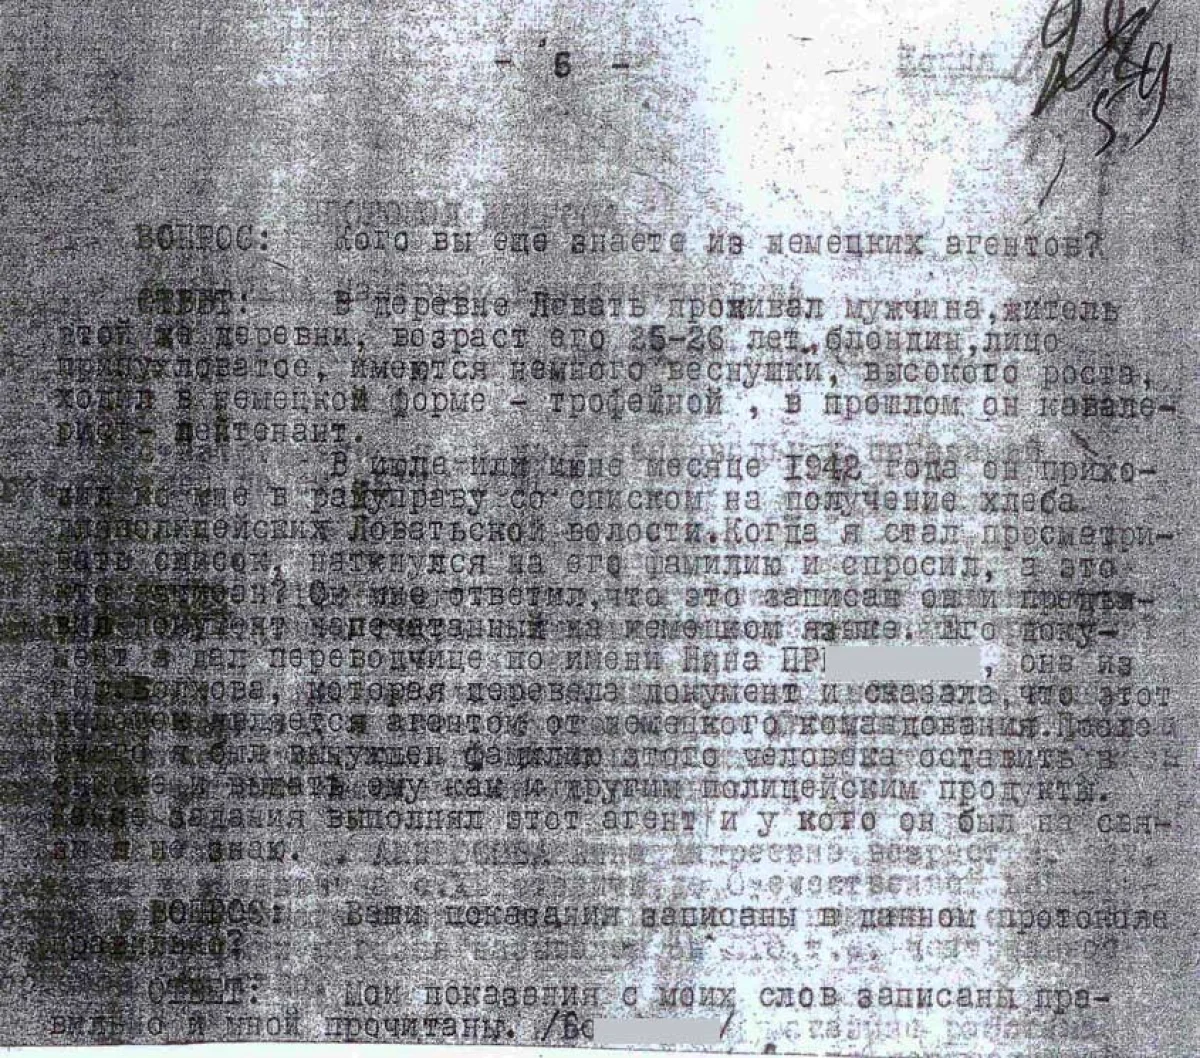 - 6 -
Копия
ВОПРОС: Кого вы еще знаете из немецких агентов?
ОТВЕТ: В деревне Ловать проживал мужчина, житель
этой же деревни, возраст его 25-26 лет, блондин, лицо
припухловатое, имеются немного веснушки, высокого роста,
ходил в немецкой форме - трофейной , в прошлом он кавале-
рист- лейтенант.
В июле или июне месяце 1942 года он прихо-
дил ко мне в райуправу со списком на получение хлеба
для полицейских Ловатьской волости. Когда я стал просматри-
вать список, наткнулся на его фамилию и спросил, а это
кто записан? Он мне ответил, что это записан он и предъя-
вил документ напечатанный на немецком языке. Его доку-
мент я дал переводчице по имени Нина ПР , она из
гор. Болхова, которая перевела документ и сказала, что этот
человек является агентом от немецкого командования. После
этого я был вынужден фамилию этого человека оставить в
списке и выдать ему как и другим полицейским продукты.
Какие задания выполнял этот агент и у кого он был на свя-
зи я не знаю.
ВОПРОС: Ваши показания записаны в данном протоколе
правильно?
ОТВЕТ: Мои показания с моих слов записаны пра-
вильно и мной прочитаны. /Бе /